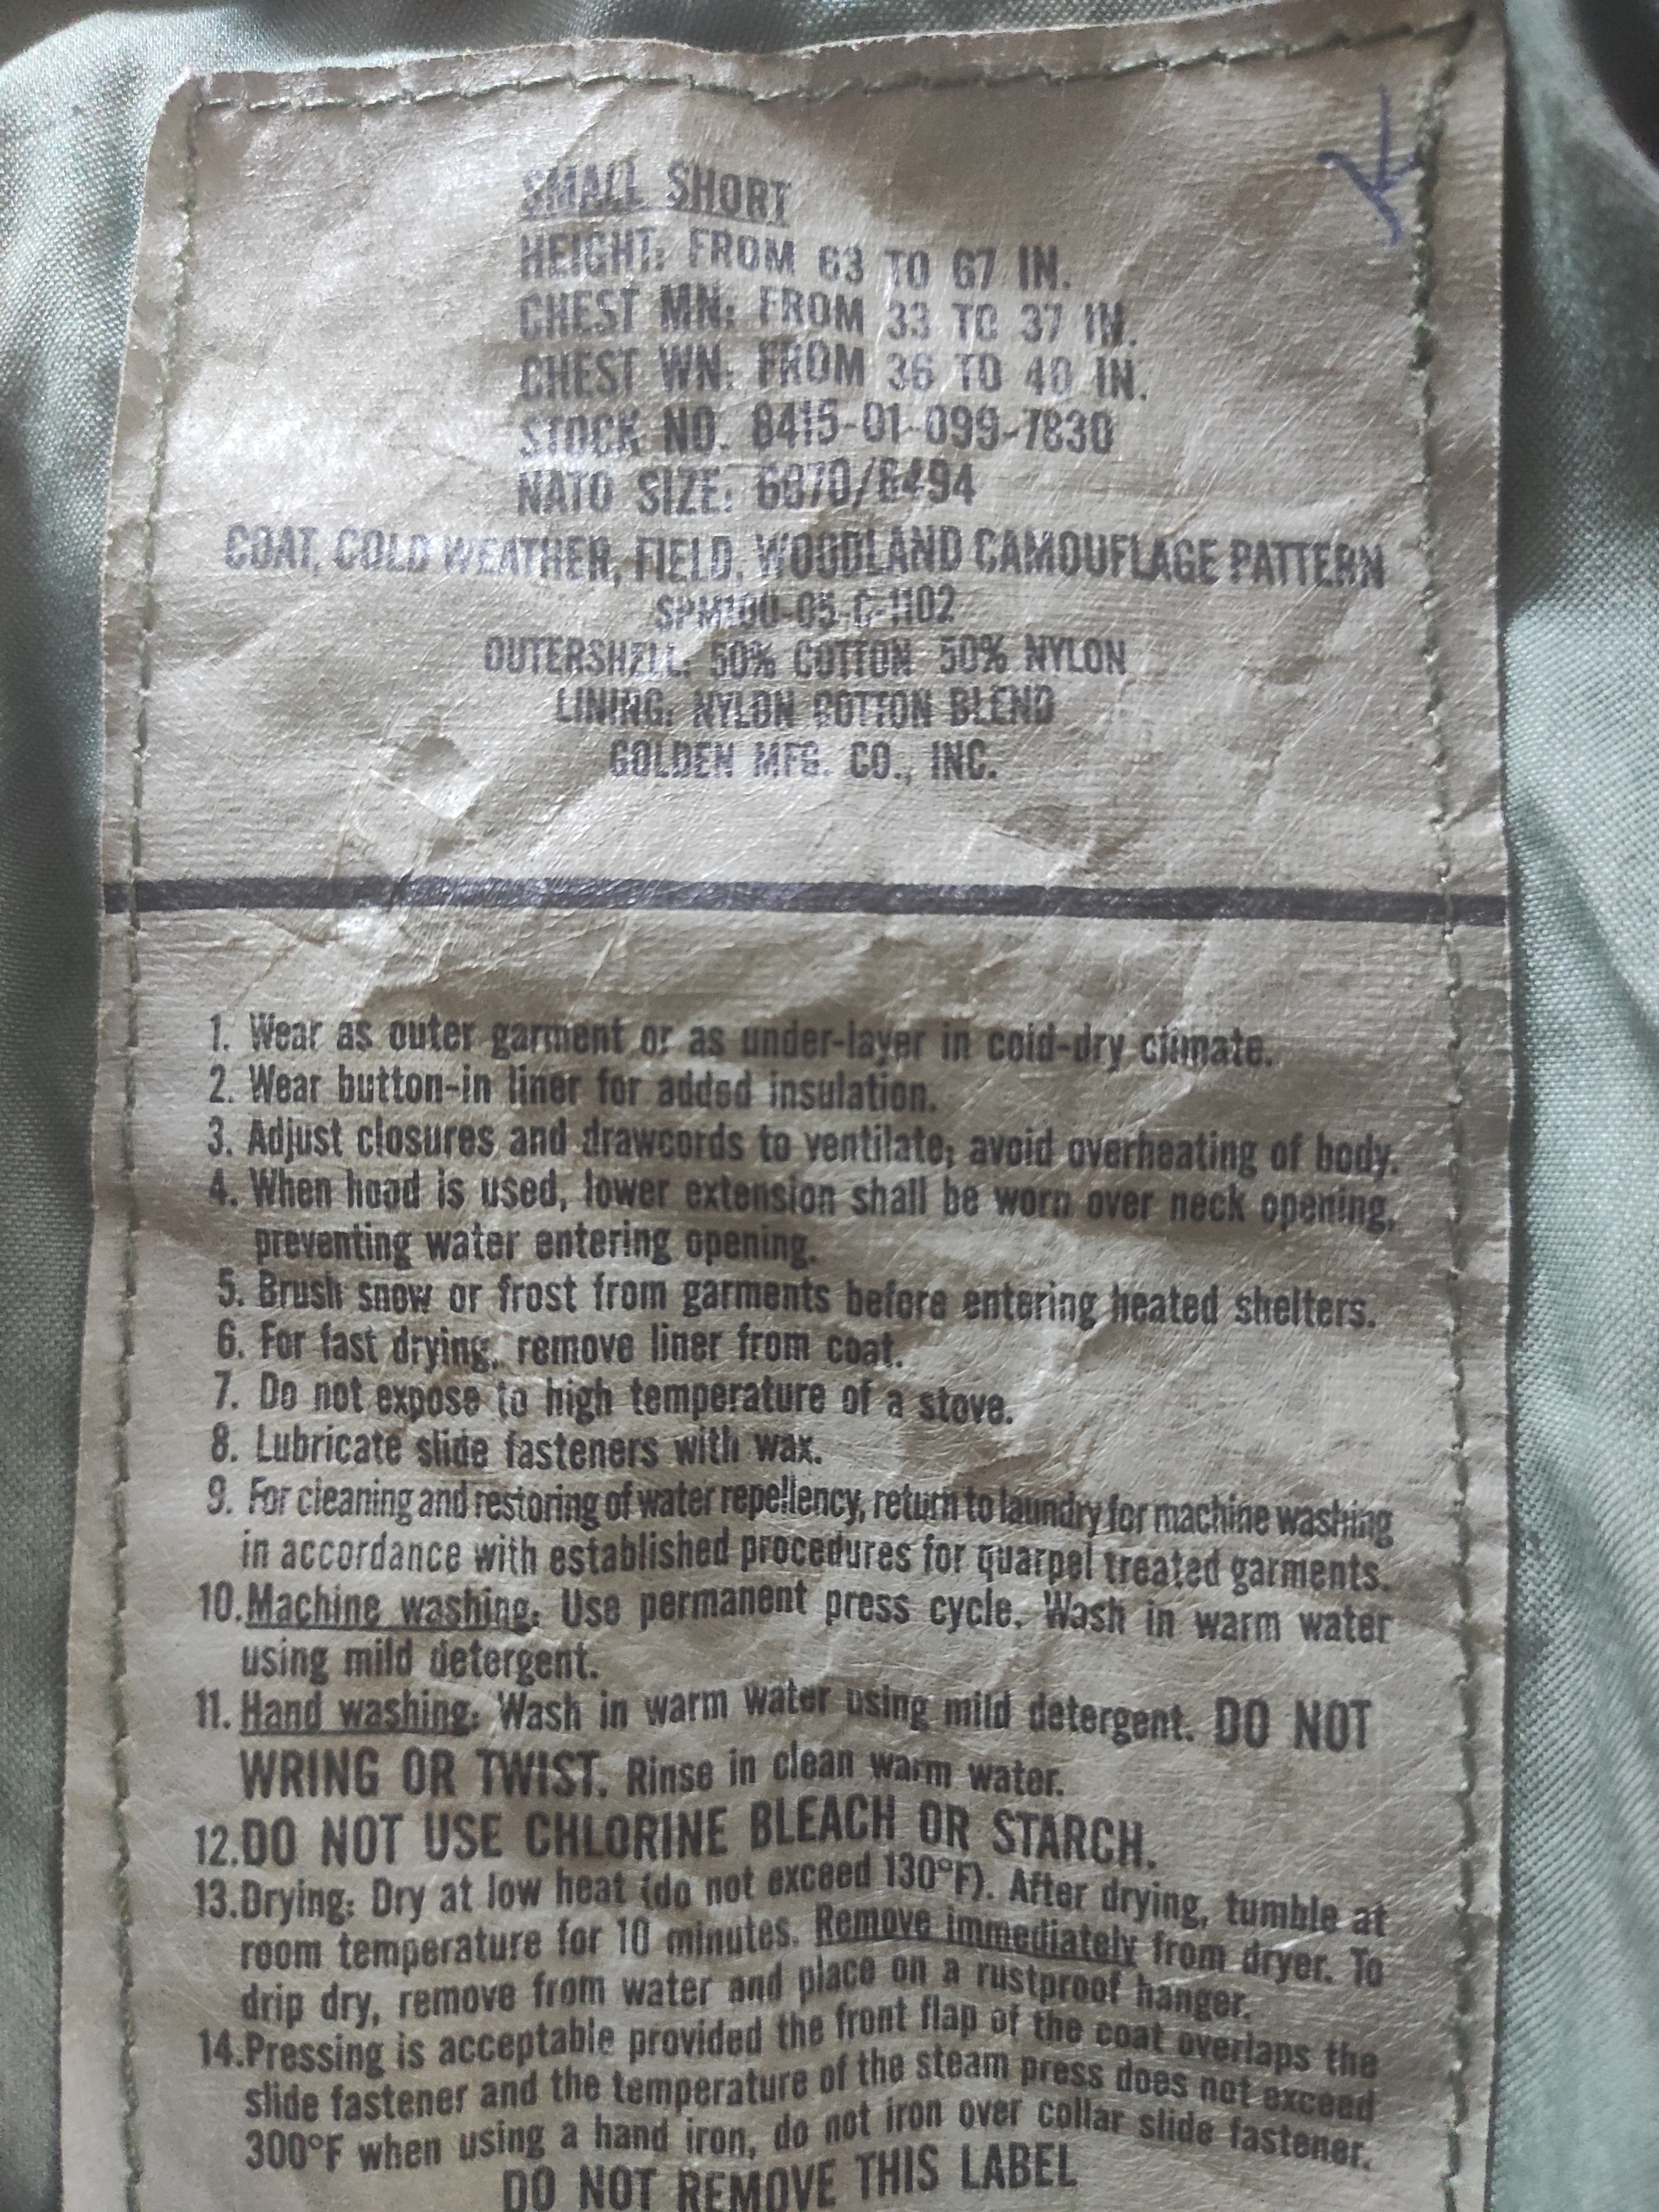 SMALL SHORT
HEIGHT: FROM 63 TO 67 IN.
CHEST MN: FROM 33 TO 37 IN.
CHEST WN: FROM 36 TO 40 IN.
STOCK NO. 8415-01-099-7830
NATO SIZE: 6070/8494
COAT, COLD WEATHER, FIELD, WOODLAND CAMOUFLAGE PATTERN
SPM100-05-C-1102
OUTERSHELL: 50% COTTON 50% NYLON
LINING: NYLON COTTON BLEND
GOLDEN MFG. CO., INC.
1. Wear as outer garment or as under-layer in cold-dry climate.
2. Wear button-in liner for added insulation.
3. Adjust closures and drawcords to ventilate; avoid overheating of body.
4. When hood is used, lower extension shall be worn over neck opening,
preventing water entering opening.
5. Brush snow or frost from garments before entering heated shelters.
6. For fast drying, remove liner from coat.
7. Do not expose to high temperature of a stove.
8. Lubricate slide fasteners with wax.
9. For cleaning and restoring of water repellency, return to laundry for machine washing
in accordance with established procedures for quarpel treated garments.
10. Machine washing: Use permanent press cycle. Wash in warm water
using mild detergent.
11. Hand washing: Wash in warm water using mild detergent. DO NOT
WRING OR TWIST. Rinse in clean warm water.
12. DO NOT USE CHLORINE BLEACH OR STARCH.
13. Drying: Dry at low heat (do not exceed 130°F). After drying, tumble at
room temperature for 10 minutes. Remove immediately from dryer. To
drip dry, remove from water and place on a rustproof hanger.
14. Pressing is acceptable provided the front flap of the coat overlaps the
slide fastener and the temperature of the steam press does not exceed
300°F when using a hand iron, do not iron over collar slide fastener.
DO NOT REMOVE THIS LABEL